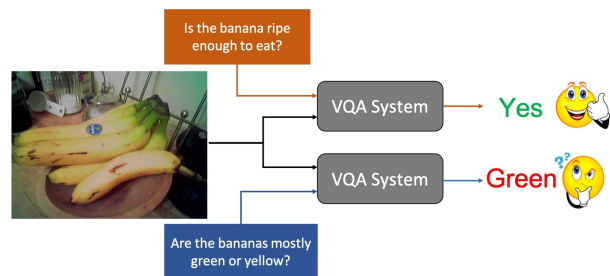 Is the banana ripe
enough to eat?
VQA System
Yes
VQA System
Green
??
Are the bananas mostly
green or yellow?